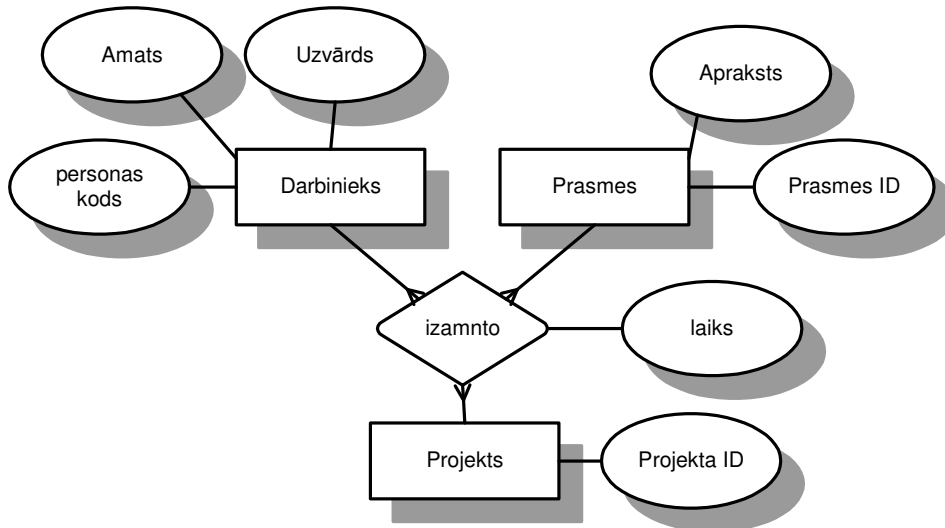 Amats
Uzvārds
Apraksts
personas
kods
Darbinieks
Prasmes
Prasmes ID
izamnto
laiks
Projekts
Projekta ID